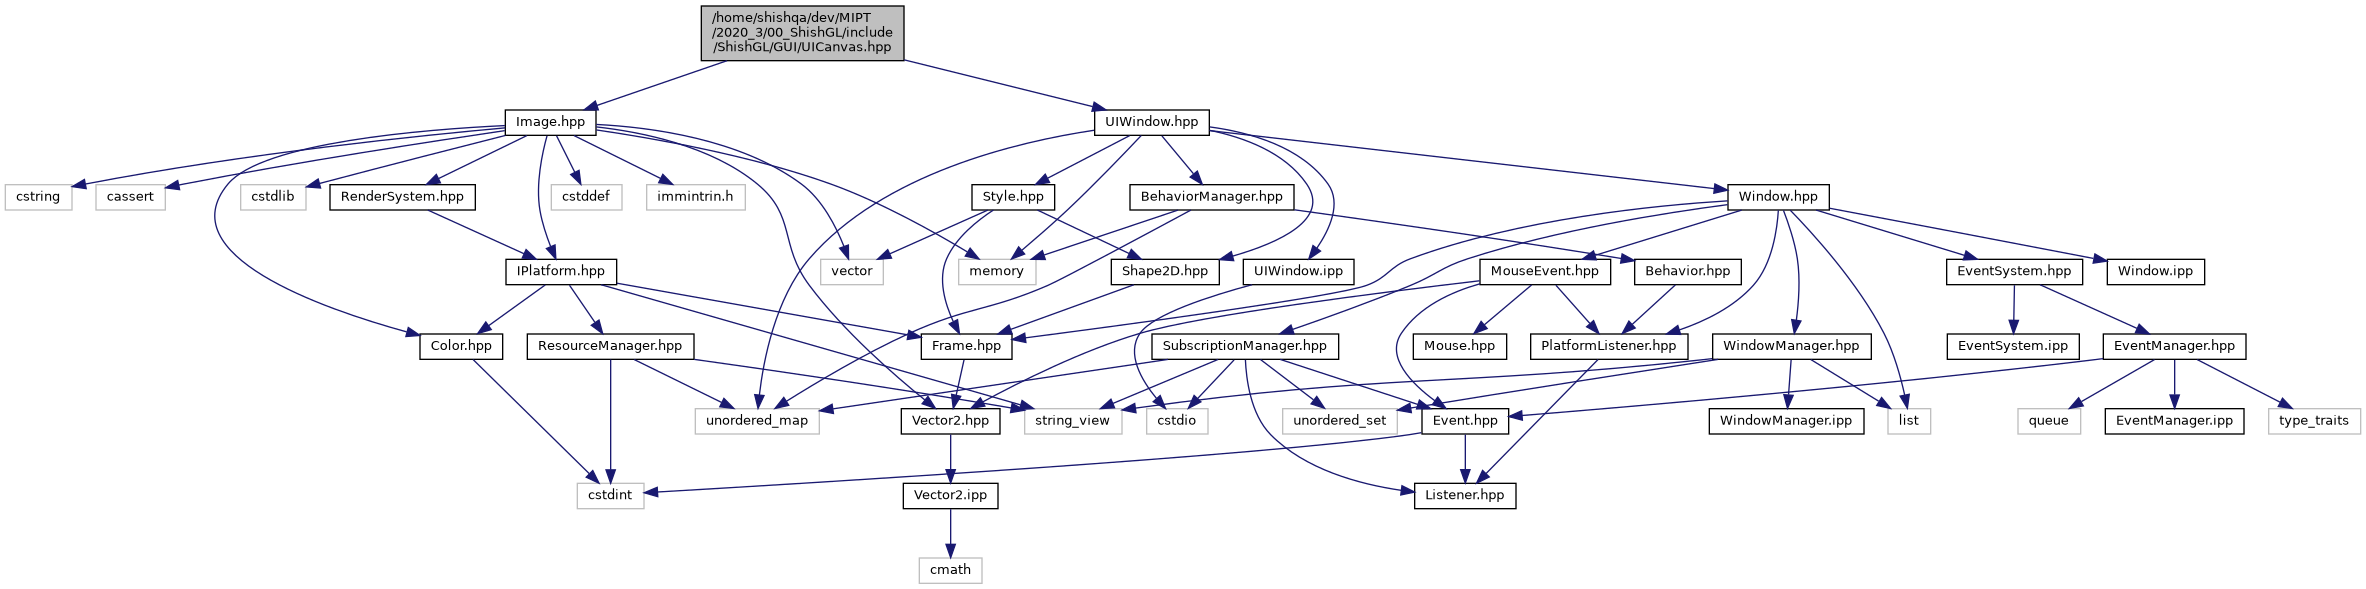 /home/shishqa/dev/MIPT
/2020_3/00_ShishGL/include
/ShishGL/GUI/UICanvas.hpp
Image.hpp
UIWindow.hpp
cstring
cassert
cstdlib
RenderSystem.hpp
cstddef
immintrin.h
Style.hpp
BehaviorManager.hpp
Window.hpp
IPlatform.hpp
vector
memory
Shape2D.hpp
UIWindow.ipp
MouseEvent.hpp
Behavior.hpp
EventSystem.hpp
Window.ipp
Color.hpp
ResourceManager.hpp
Frame.hpp
SubscriptionManager.hpp
Mouse.hpp
PlatformListener.hpp
WindowManager.hpp
EventSystem.ipp
EventManager.hpp
unordered_map
Vector2.hpp
string_view
cstdio
unordered_set
Event.hpp
WindowManager.ipp
list
queue
EventManager.ipp
type_traits
cstdint
Vector2.ipp
Listener.hpp
cmath